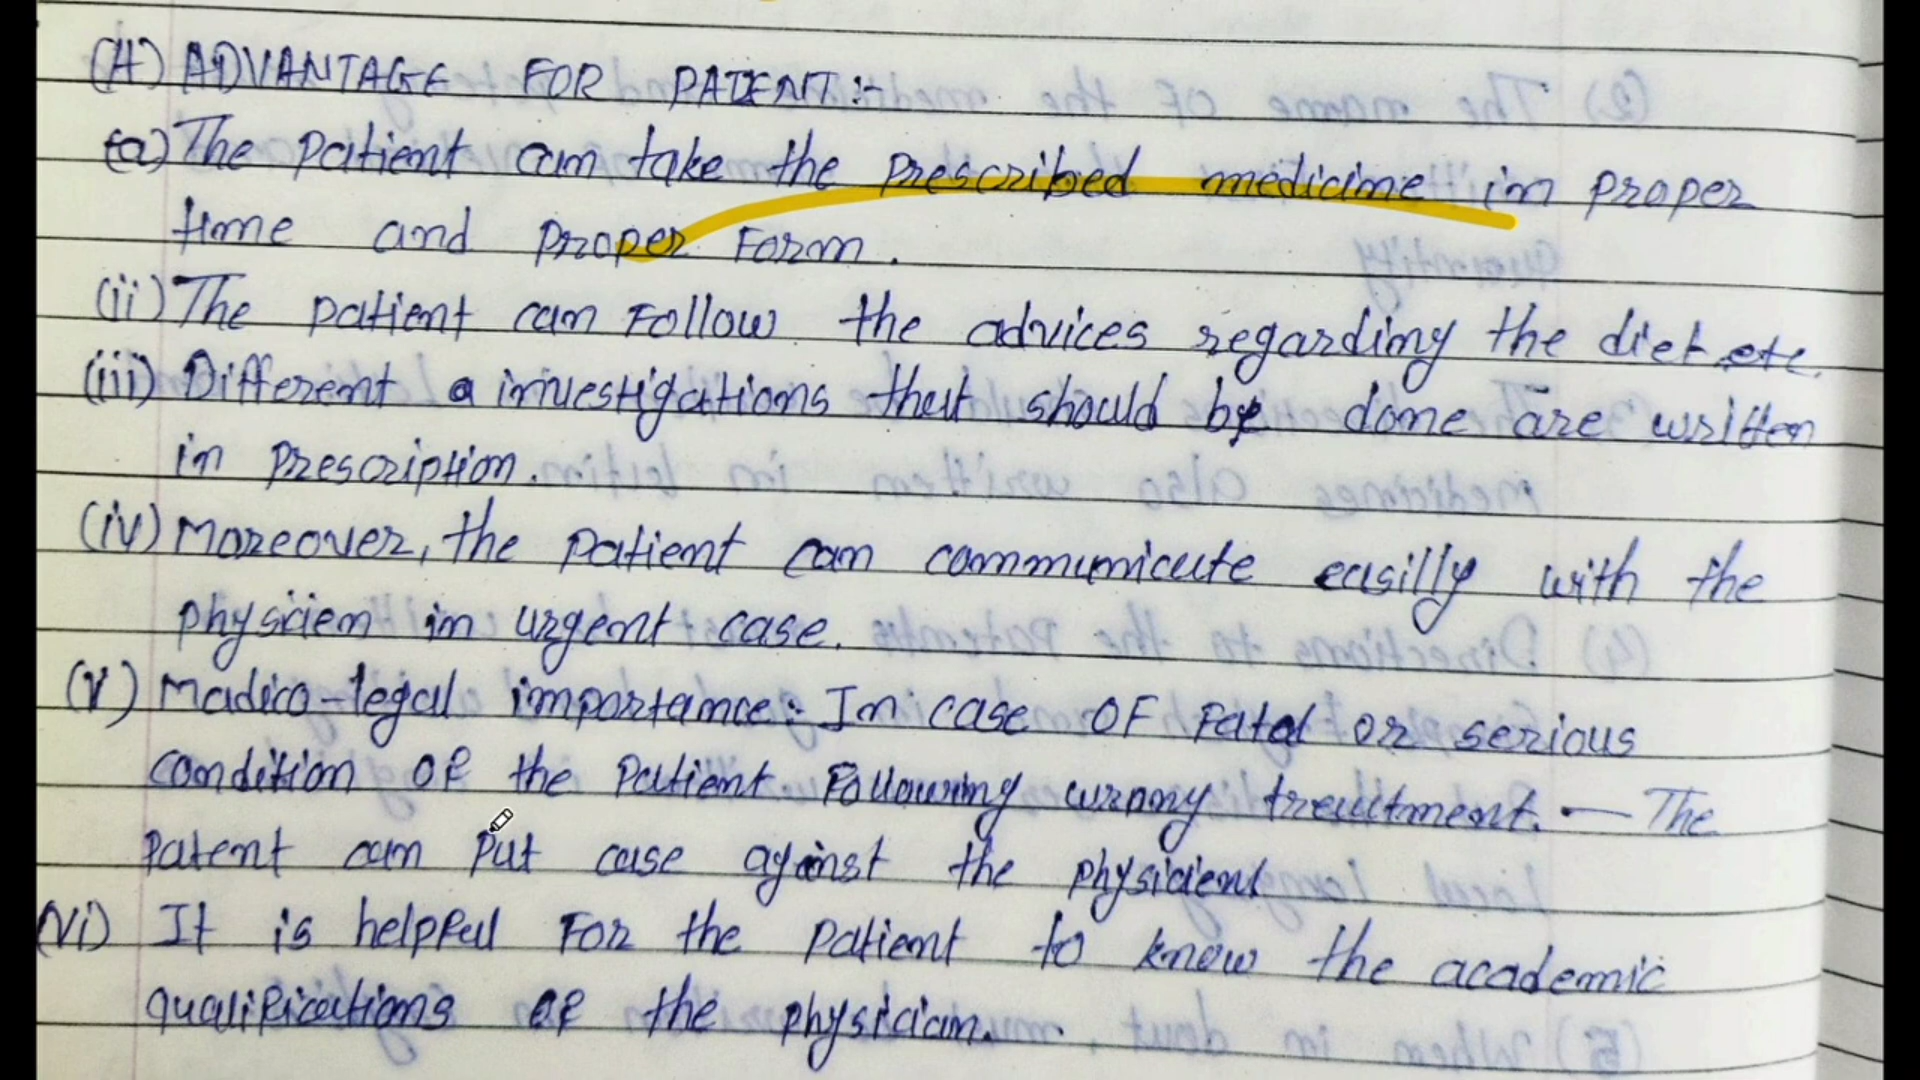 (A) ADVANTAGE FOR PATIENT:-
(a) The patient can take the prescribed medicine in proper
time and proper Form.
(ii) The patient can Follow the advices regarding the diet etc.
(iii) Different investigations that should be done are written
in prescription.
(iv) Moreover, the patient can communicate easilly with the
physicien in urgent case.
(v) Madico-legal importance: In case OF Fatal or serious
condition OF the patient Following wrong treatment. — The
patent can put case against the physicient
(vi) It is helpful For the patient to know the academic
qualifications of the physician.